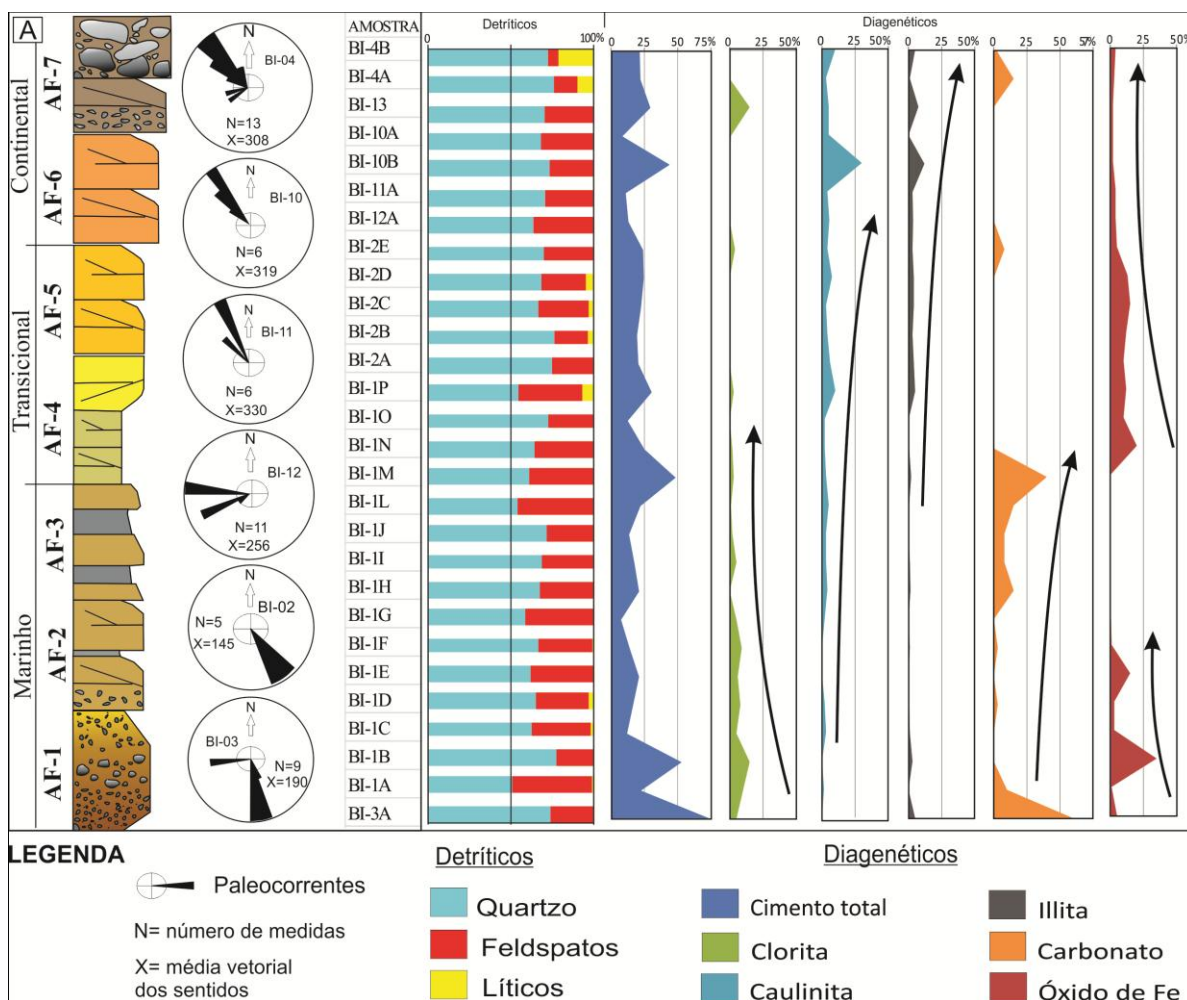 A
Continental
Transicional
Marinho
AF-7
AF-6
AF-5
AF-4
AF-3
AF-2
AF-1
N
BI-04
N=13
X=308
N
BI-10
N=6
X=319
N
BI-11
N=6
X=330
N
BI-12
N=11
X=256
N
BI-02
N=5
X=145
N
BI-03
N=9
X=190
AMOSTRA
BI-4B
BI-4A
BI-13
BI-10A
BI-10B
BI-11A
BI-12A
BI-2E
BI-2D
BI-2C
BI-2B
BI-2A
BI-1P
BI-1O
BI-1N
BI-1M
BI-1L
BI-1J
BI-1I
BI-1H
BI-1G
BI-1F
BI-1E
BI-1D
BI-1C
BI-1B
BI-1A
BI-3A
Detríticos
0 100%
Diagenéticos
0 25 50 75%
0 25 50%
0 25 50%
0 25 50%
0 25 50 75%
0 25 50%
LEGENDA
Paleocorrentes
N= número de medidas
X= média vetorial
dos sentidos
Detríticos
Quartzo
Feldspatos
Líticos
Diagenéticos
Cimento total
Clorita
Caulinita
Illita
Carbonato
Óxido de Fe